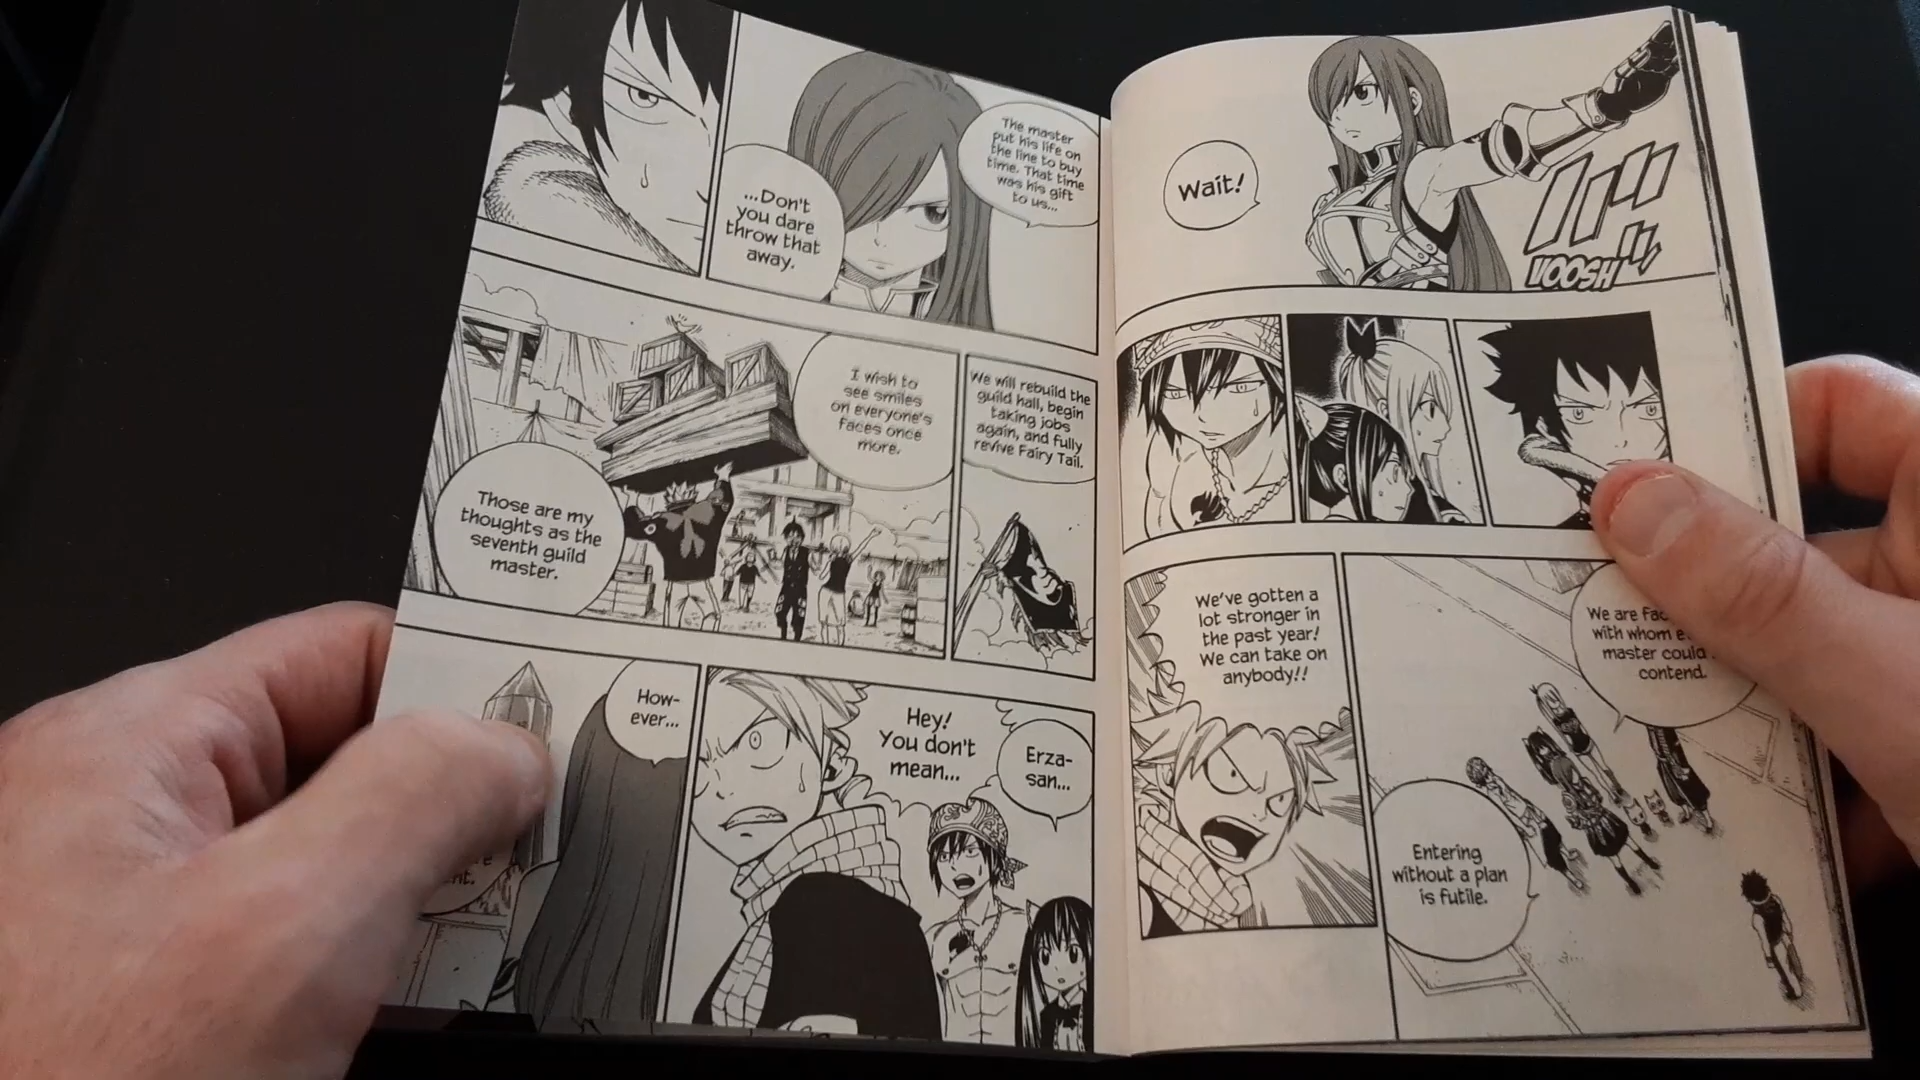 Wait!
VOOSH
We are
with whom
master could
contend.
Entering
without a plan
is futile.
We've gotten a
lot stronger in
the past year!
We can take on
anybody!!
The master
put his life on
the line to buy
time. That time
was his gift
to us...
...Don't
you dare
throw that
away.
We will rebuild the
guild hall, begin
taking jobs
again, and fully
revive Fairy Tail.
I wish to
see smiles
on everyone's
faces once
more.
Those are my
thoughts as the
seventh guild
master.
Erza-
san...
Hey!
You don't
mean...
How-
ever...